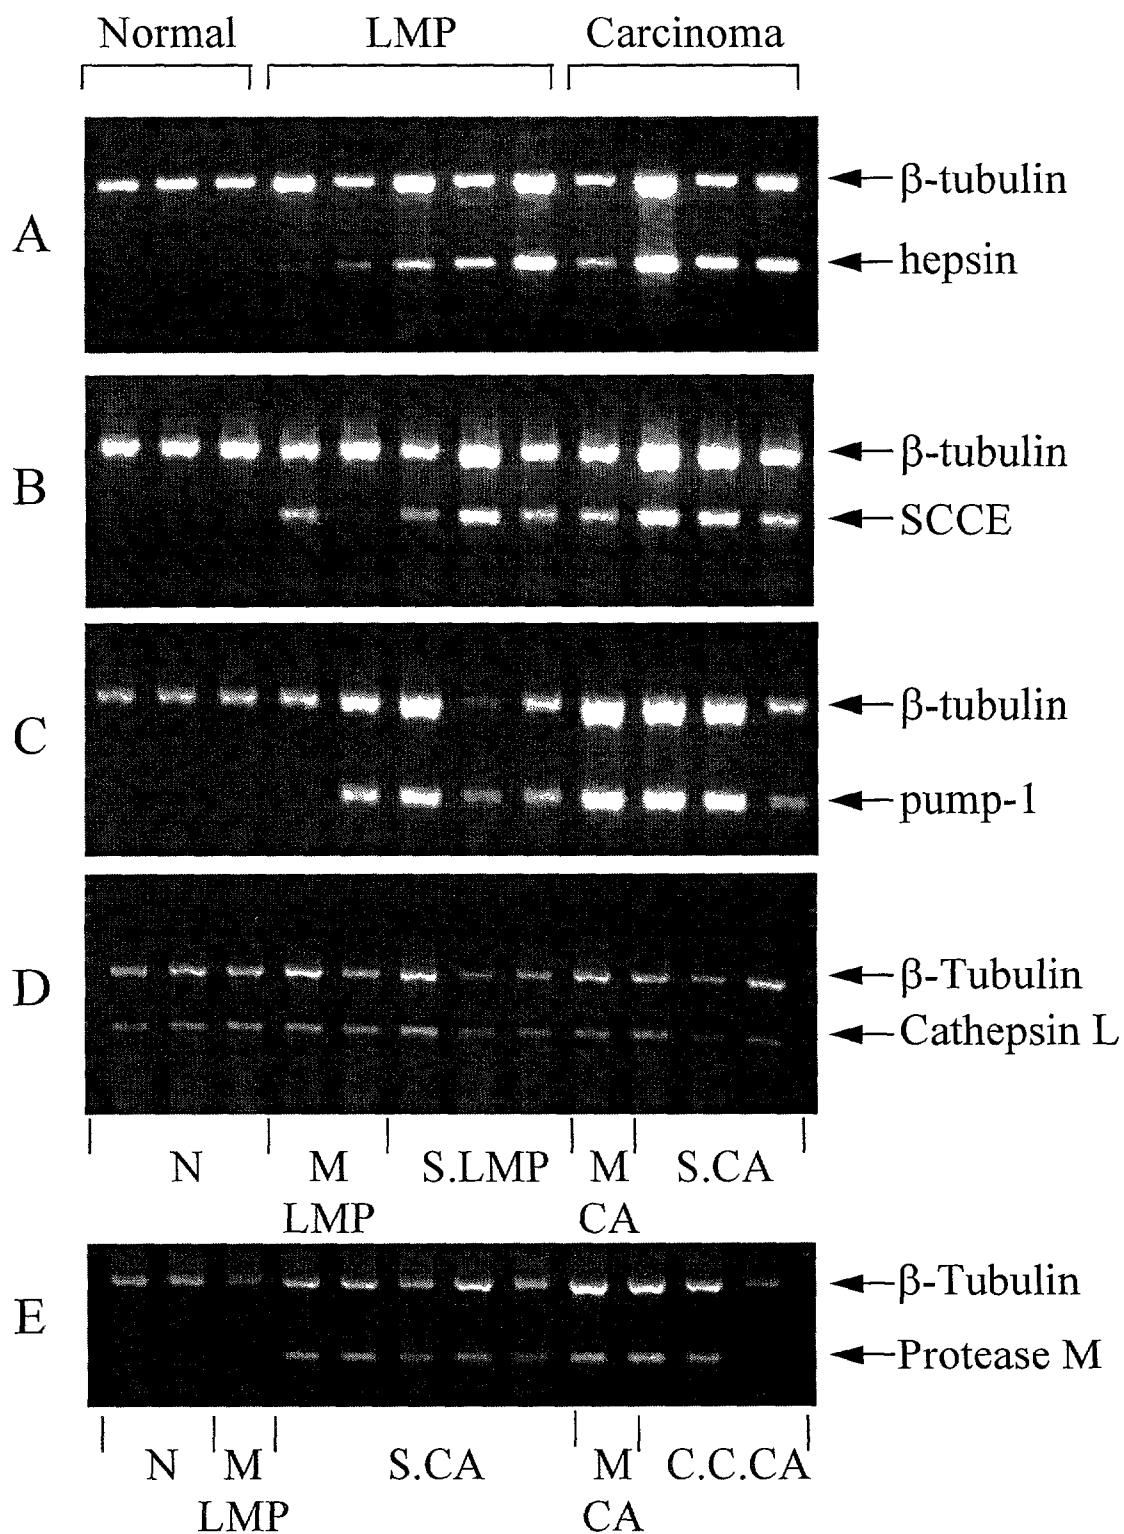 Normal LMP Carcinoma
A
β-tubulin
hepsin
B
β-tubulin
SCCE
C
β-tubulin
pump-1
D
β-Tubulin
Cathepsin L
N M S.LMP M S.CA
LMP CA
E
β-Tubulin
Protease M
N M S.CA M C.C.CA
LMP CA